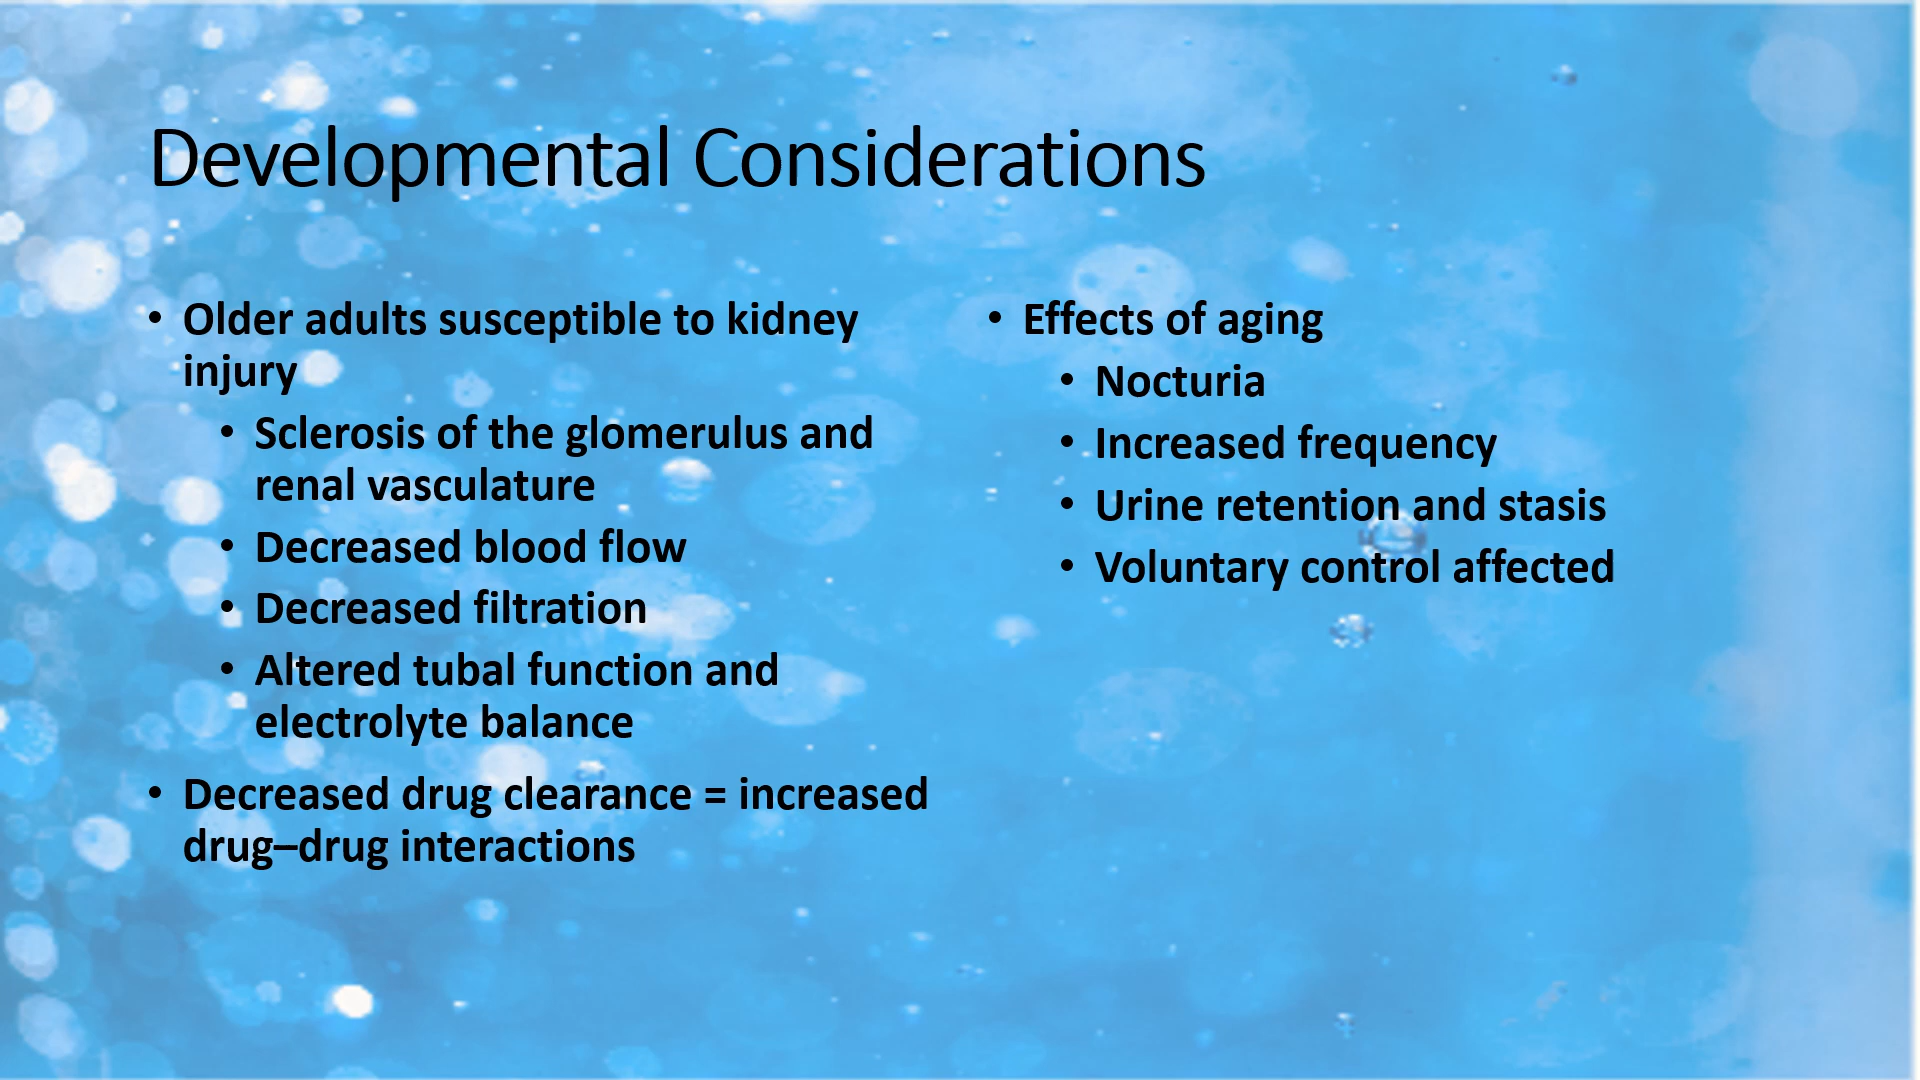 Developmental Considerations
• Older adults susceptible to kidney
injury
• Sclerosis of the glomerulus and
renal vasculature
• Decreased blood flow
• Decreased filtration
• Altered tubal function and
electrolyte balance
• Decreased drug clearance = increased
drug–drug interactions
• Effects of aging
• Nocturia
• Increased frequency
• Urine retention and stasis
• Voluntary control affected